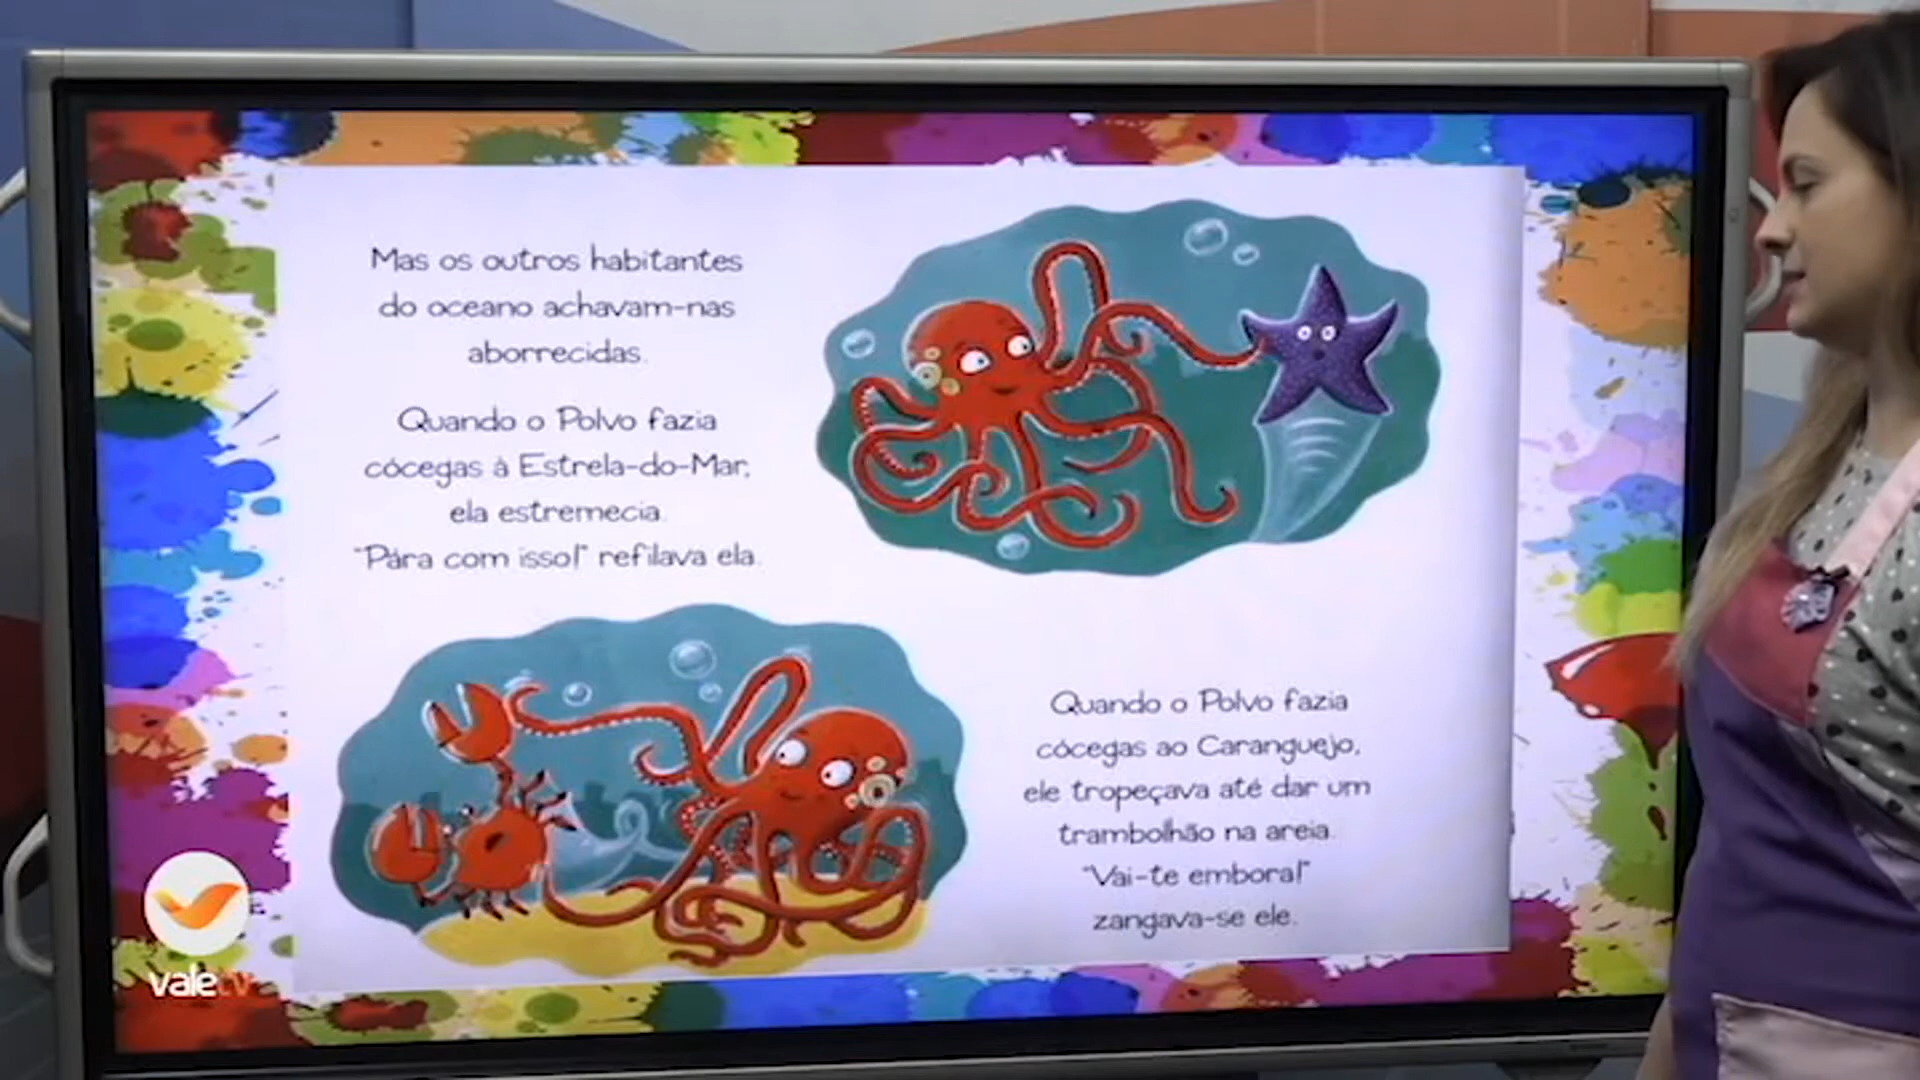 Mas os outros habitantes
do oceano achavam-nas
aborrecidas.
Quando o Polvo fazia
cócegas à Estrela-do-Mar,
ela estremecia.
"Pára com isso!" refilava ela.
Quando o Polvo fazia
cócegas ao Caranguejo,
ele tropeçava até dar um
trambolhão na areia.
"Vai-te embora!"
zangava-se ele.
valetv